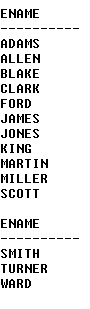 ENAME
----------
ADAMS
ALLEN
BLAKE
CLARK
FORD
JAMES
JONES
KING
MARTIN
MILLER
SCOTT

ENAME
----------
SMITH
TURNER
WARD